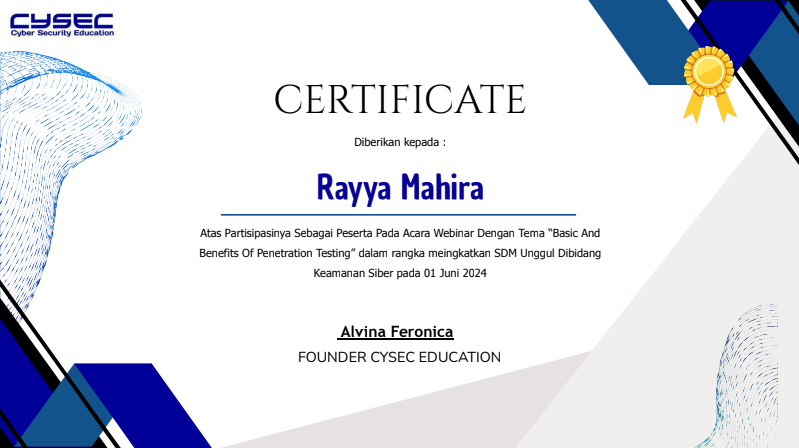 CYSEC
Cyber Security Education
CERTIFICATE
Diberikan kepada :
Rayya Mahira
Atas Partisipasinya Sebagai Peserta Pada Acara Webinar Dengan Tema “Basic And
Benefits Of Penetration Testing” dalam rangka meingkatkan SDM Unggul Dibidang
Keamanan Siber pada 01 Juni 2024
Alvina Feronica
FOUNDER CYSEC EDUCATION